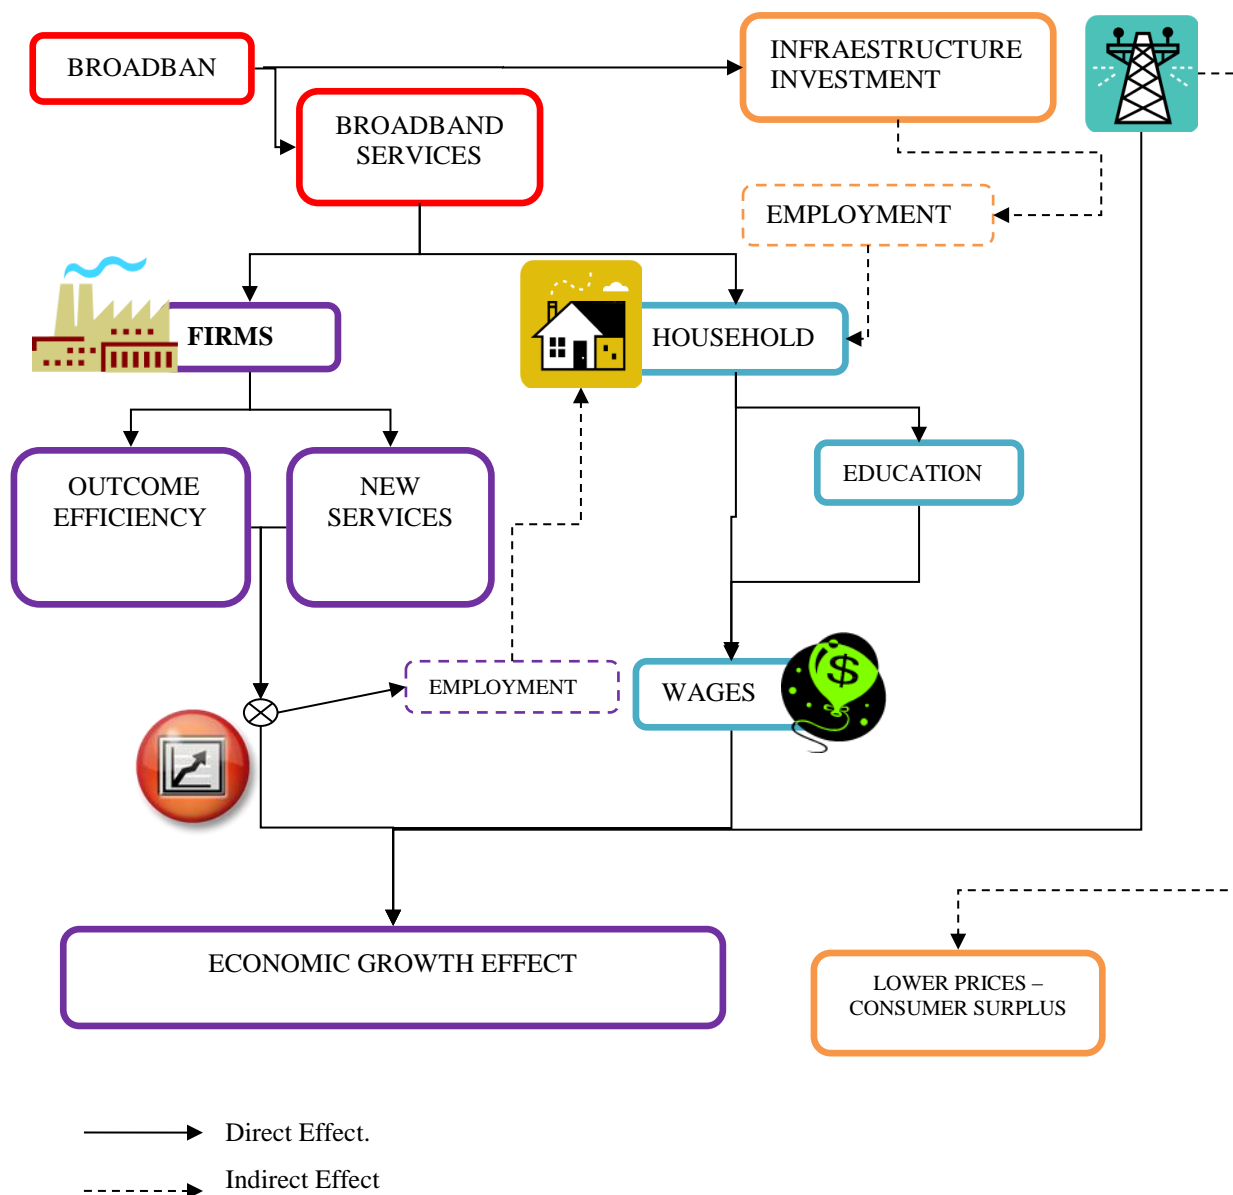 BROADBAN
INFRAESTRUCTURE
INVESTMENT
BROADBAND
SERVICES
EMPLOYMENT
FIRMS
HOUSEHOLD
OUTCOME
EFFICIENCY
NEW
SERVICES
EDUCATION
EMPLOYMENT
WAGES
$
ECONOMIC GROWTH EFFECT
LOWER PRICES –
CONSUMER SURPLUS
Direct Effect.
Indirect Effect